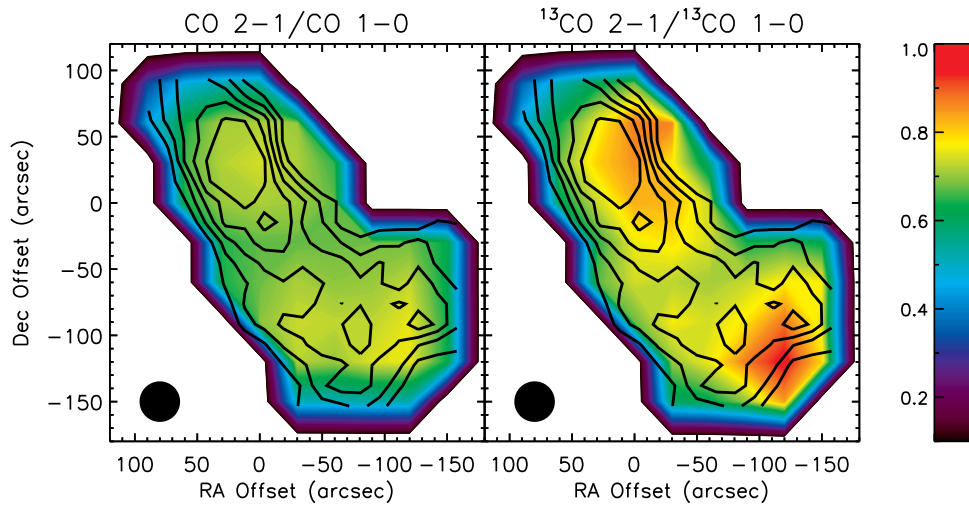 CO 2−1/CO 1−0
¹³CO 2−1/¹³CO 1−0
Dec Offset (arcsec)
100
50
0
−50
−100
−150
100 50 0 −50 −100 −150
RA Offset (arcsec)
100 50 0 −50 −100 −150
RA Offset (arcsec)
1.0
0.8
0.6
0.4
0.2